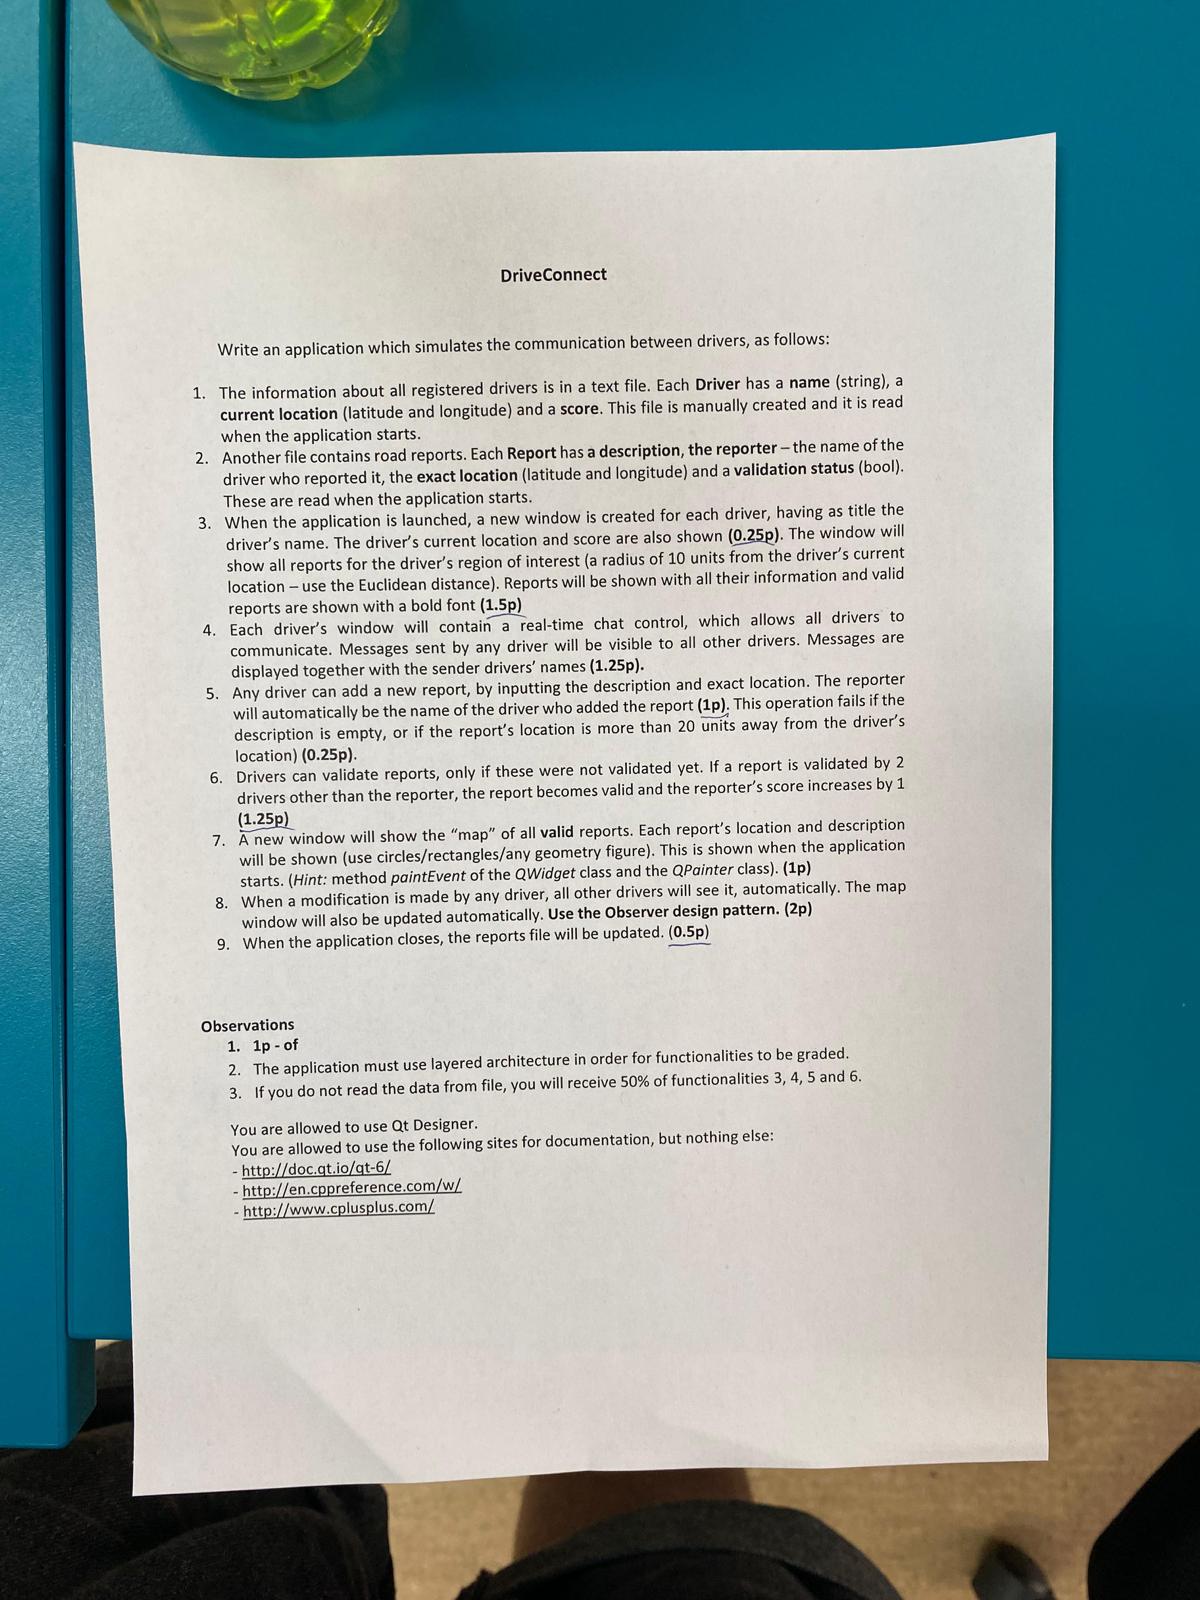 DriveConnect
Write an application which simulates the communication between drivers, as follows:
1. The information about all registered drivers is in a text file. Each Driver has a name (string), a
current location (latitude and longitude) and a score. This file is manually created and it is read
when the application starts.
2. Another file contains road reports. Each Report has a description, the reporter – the name of the
driver who reported it, the exact location (latitude and longitude) and a validation status (bool).
These are read when the application starts.
3. When the application is launched, a new window is created for each driver, having as title the
driver's name. The driver's current location and score are also shown (0.25p). The window will
show all reports for the driver's region of interest (a radius of 10 units from the driver's current
location – use the Euclidean distance). Reports will be shown with all their information and valid
reports are shown with a bold font (1.5p)
4. Each driver's window will contain a real-time chat control, which allows all drivers to
communicate. Messages sent by any driver will be visible to all other drivers. Messages are
displayed together with the sender drivers' names (1.25p).
5. Any driver can add a new report, by inputting the description and exact location. The reporter
will automatically be the name of the driver who added the report (1p). This operation fails if the
description is empty, or if the report's location is more than 20 units away from the driver's
location) (0.25p).
6. Drivers can validate reports, only if these were not validated yet. If a report is validated by 2
drivers other than the reporter, the report becomes valid and the reporter's score increases by 1
(1.25p)
7. A new window will show the "map" of all valid reports. Each report's location and description
will be shown (use circles/rectangles/any geometry figure). This is shown when the application
starts. (Hint: method paintEvent of the QWidget class and the QPainter class). (1p)
8. When a modification is made by any driver, all other drivers will see it, automatically. The map
window will also be updated automatically. Use the Observer design pattern. (2p)
9. When the application closes, the reports file will be updated. (0.5p)
Observations
1. 1p - of
2. The application must use layered architecture in order for functionalities to be graded.
3. If you do not read the data from file, you will receive 50% of functionalities 3, 4, 5 and 6.
You are allowed to use Qt Designer.
You are allowed to use the following sites for documentation, but nothing else:
- http://doc.qt.io/qt-6/
- http://en.cppreference.com/w/
- http://www.cplusplus.com/